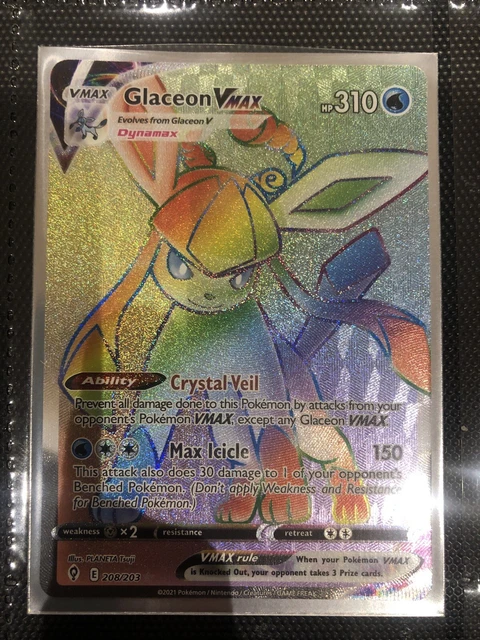 VMAX
Glaceon VMAX
HP 310
Evolves from Glaceon V
Dynamax
Ability Crystal Veil
Prevent all damage done to this Pokémon by attacks from your
opponent's Pokémon VMAX, except any Glaceon VMAX.
Max Icicle 150
This attack also does 30 damage to 1 of your opponent's
Benched Pokémon. (Don't apply Weakness and Resistance
for Benched Pokémon.)
weakness ×2 resistance retreat
Illus. PLANETA Tsuji
VMAX rule When your Pokémon VMAX
is Knocked Out, your opponent takes 3 Prize cards.
E 208/203
©2021 Pokémon / Nintendo / Creatures / GAME FREAK